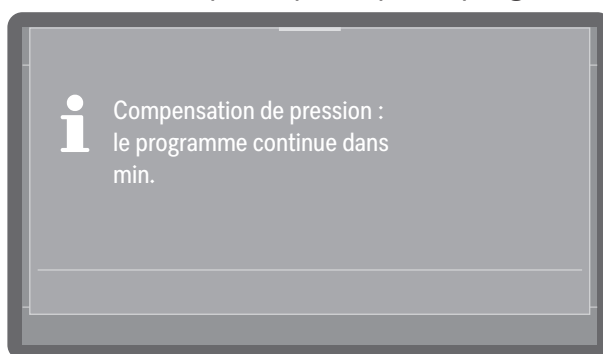 Compensation de pression :
le programme continue dans
min.